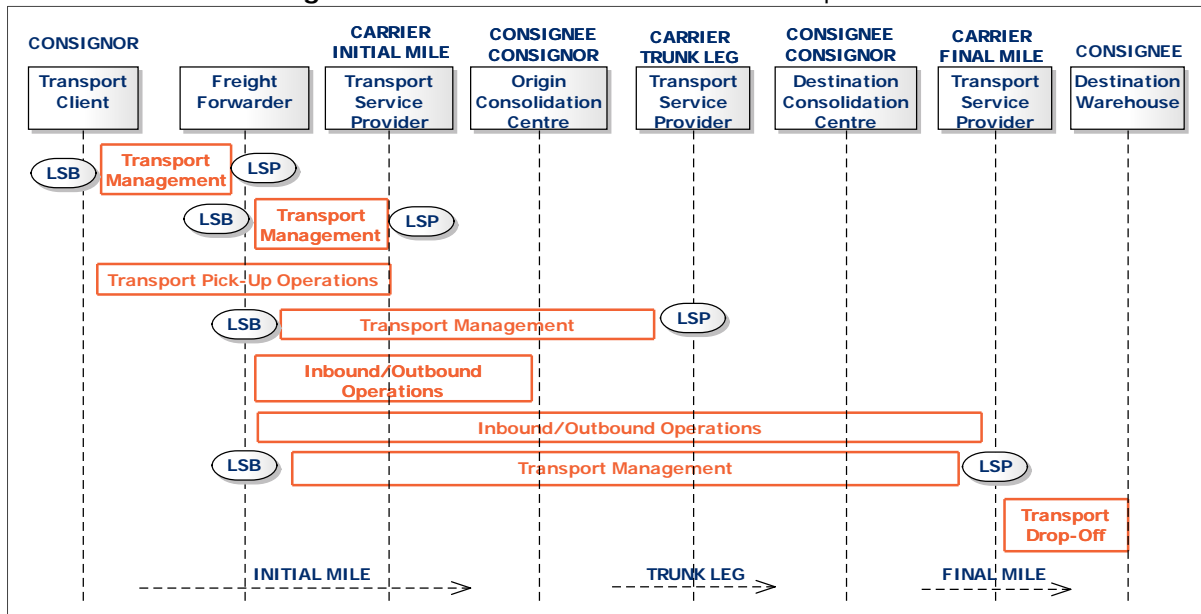 CONSIGNOR
CARRIER
INITIAL MILE
CONSIGNEE
CONSIGNOR
CARRIER
TRUNK LEG
CONSIGNEE
CONSIGNOR
CARRIER
FINAL MILE
CONSIGNEE
Transport
Client
Freight
Forwarder
Transport
Service
Provider
Origin
Consolidation
Centre
Transport
Service
Provider
Destination
Consolidation
Centre
Transport
Service
Provider
Destination
Warehouse
LSB
Transport
Management
LSP
LSB
Transport
Management
LSP
Transport Pick-Up Operations
LSB
Transport Management
LSP
Inbound/Outbound
Operations
Inbound/Outbound Operations
LSB
Transport Management
LSP
Transport
Drop-Off
INITIAL MILE
TRUNK LEG
FINAL MILE